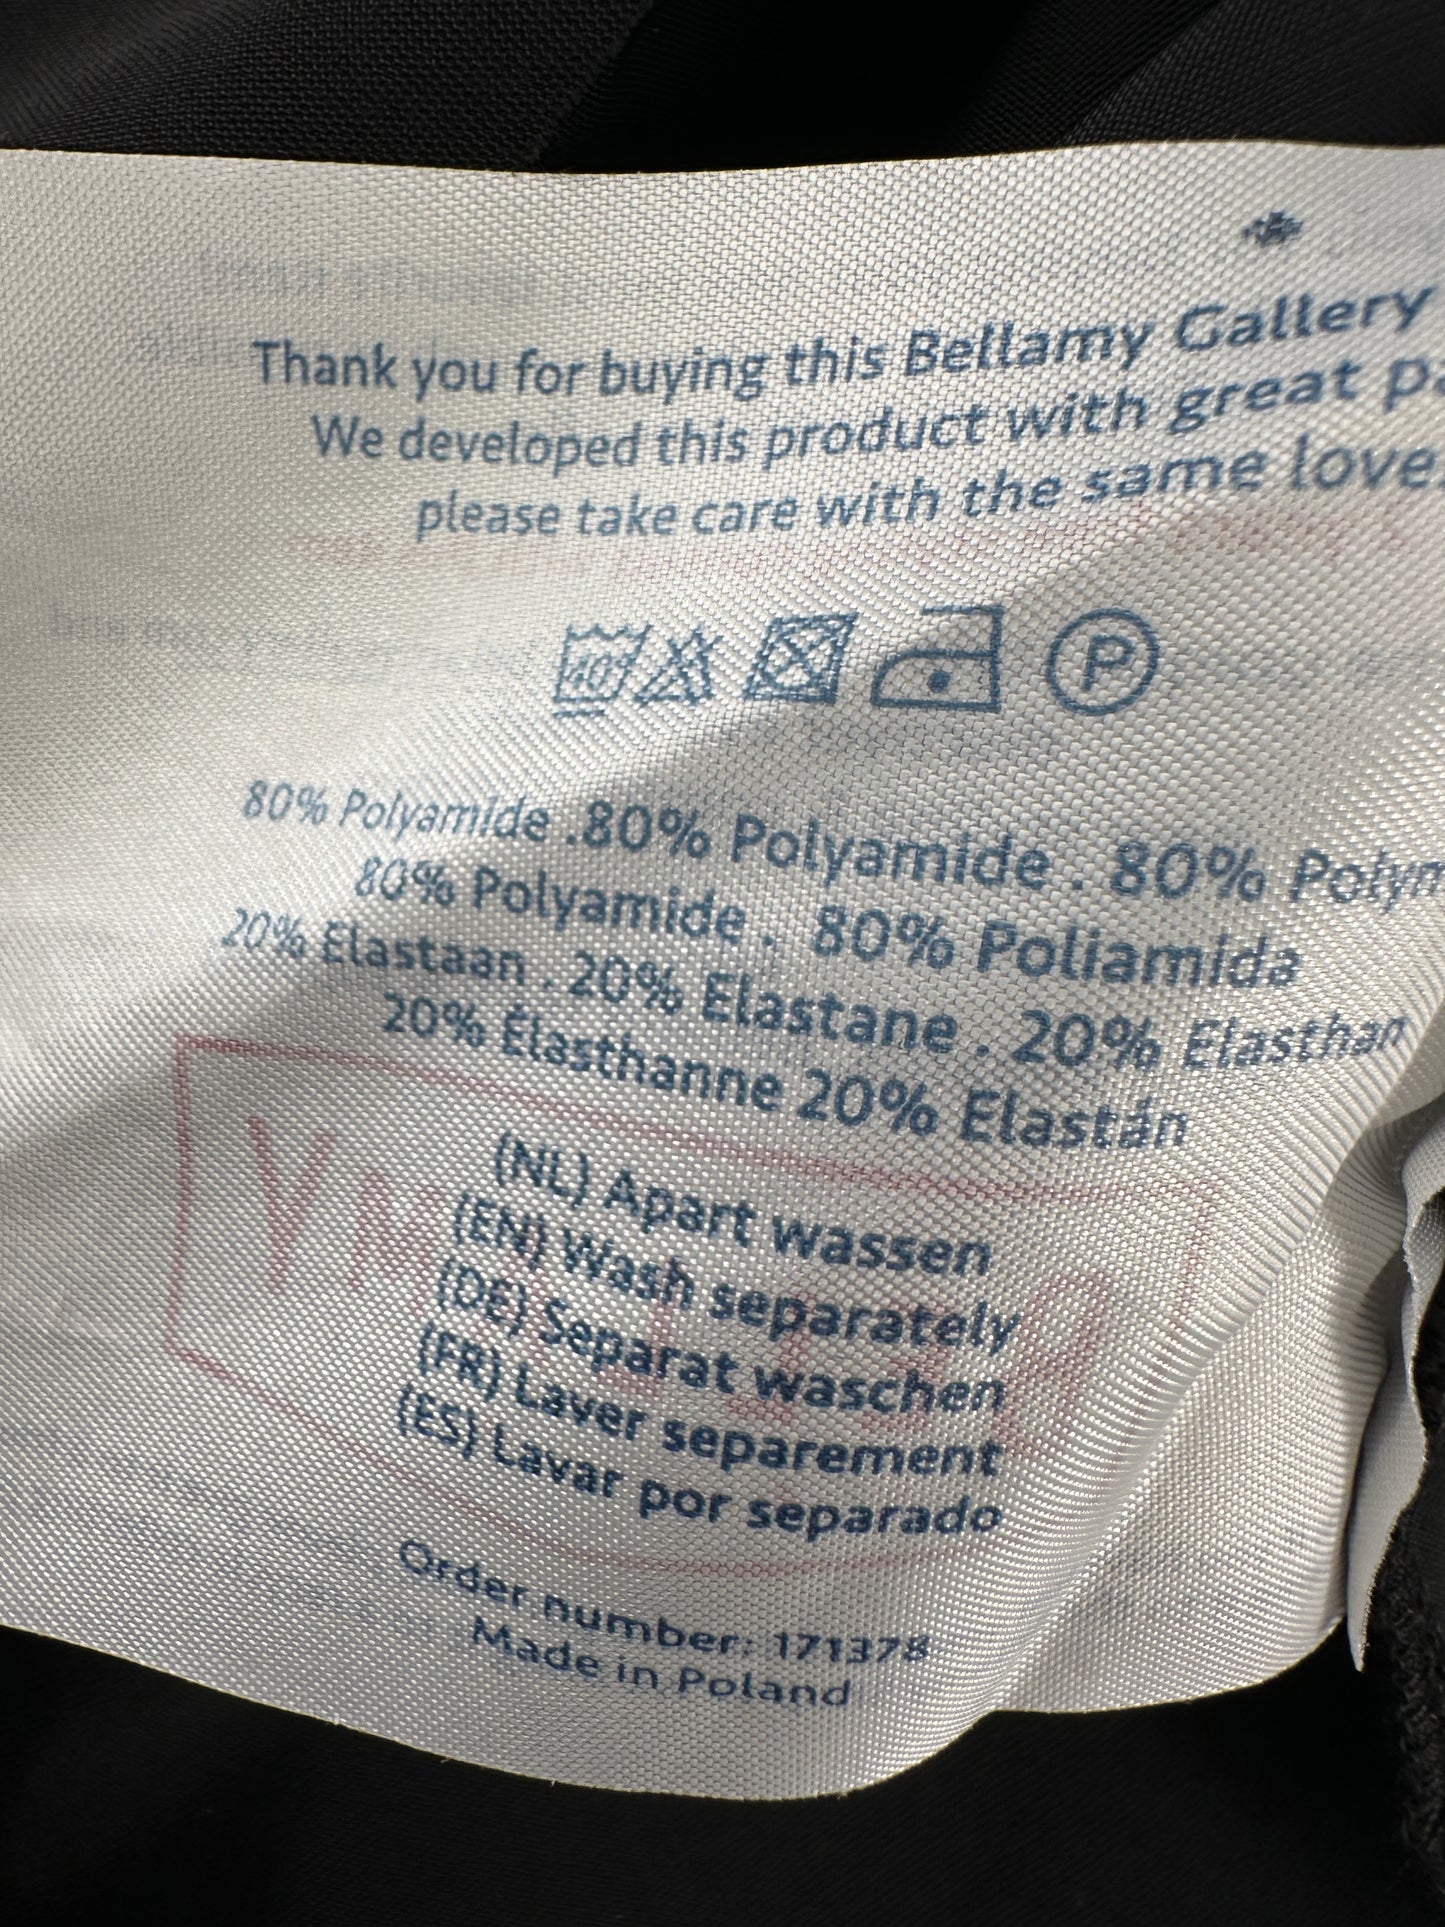 Thank you for buying this Bellamy Gallery
We developed this product with great
please take care with the same love.
40°
P
80% Polyamide . 80% Polyamide . 80% Polym
80% Polyamide . 80% Poliamida
20% Elastaan . 20% Elastane . 20% Elasthan
20% Élasthanne 20% Elastán
(NL) Apart wassen
(EN) Wash separately
(DE) Separat waschen
(FR) Laver separement
(ES) Lavar por separado
Order number: 171378
Made in Poland